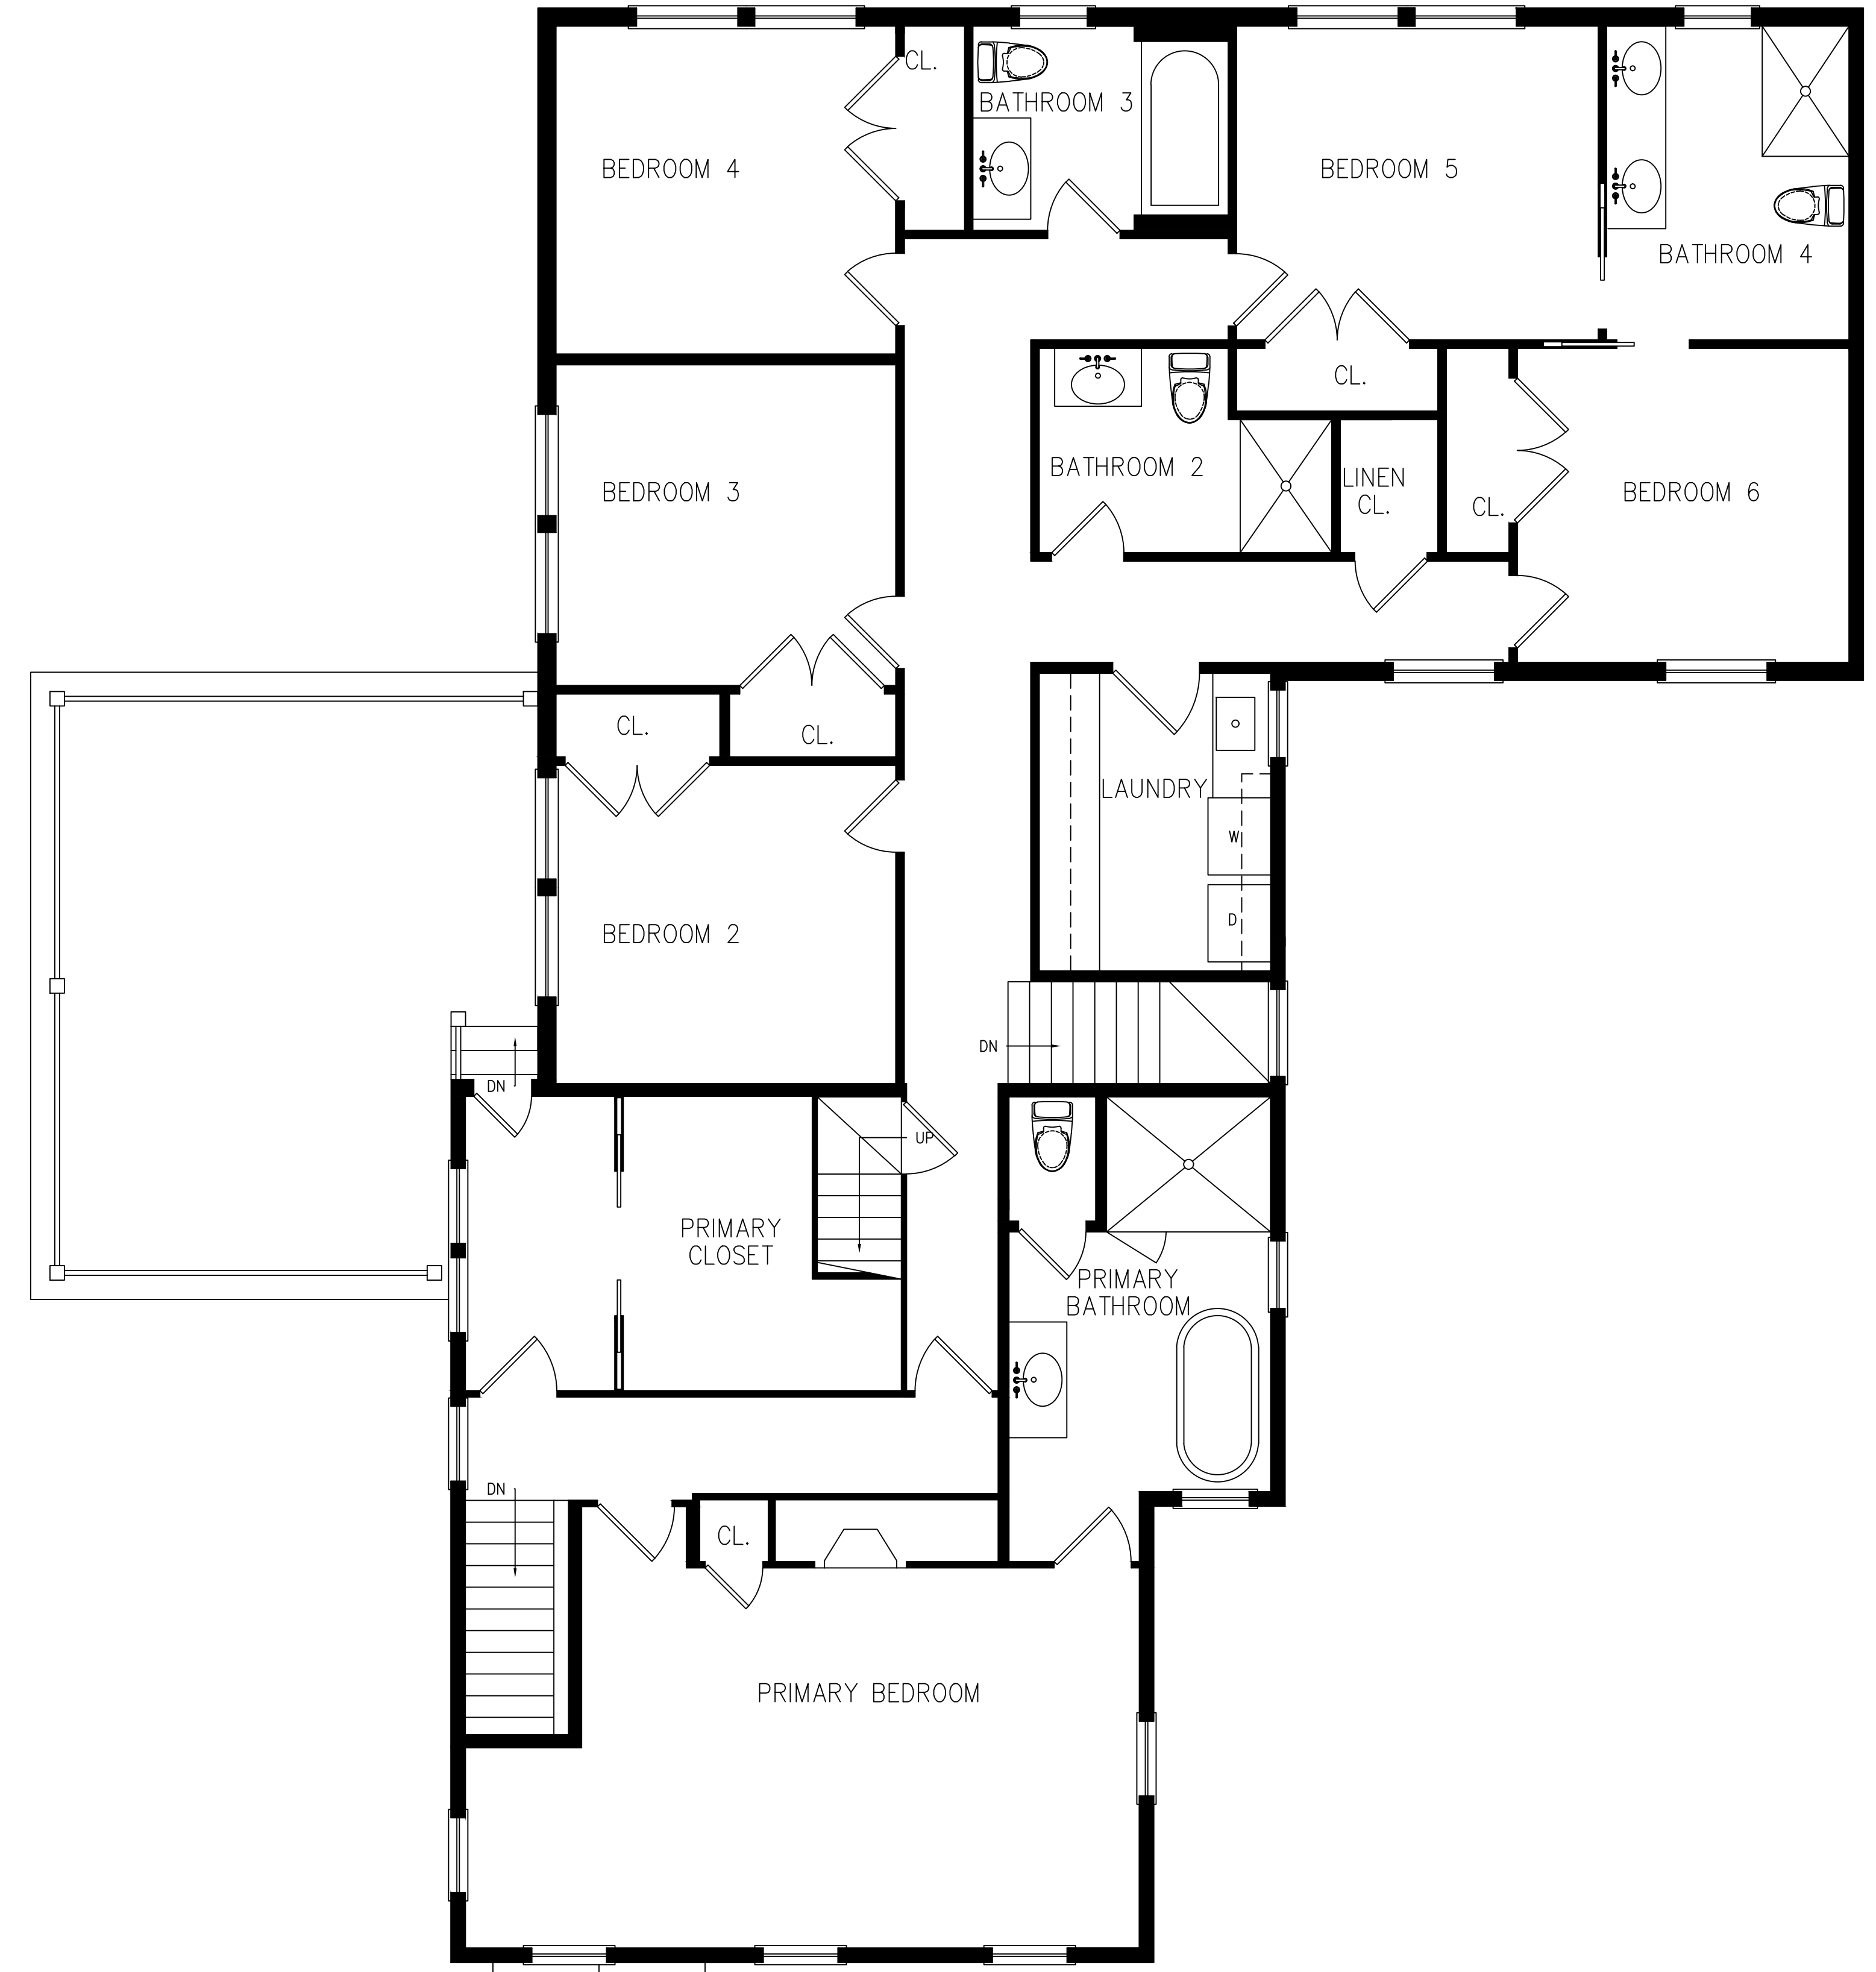 CL.
BATHROOM 3
BEDROOM 4
BEDROOM 5
BATHROOM 4
CL.
BATHROOM 2
LINEN
CL.
CL.
BEDROOM 3
BEDROOM 6
CL.
CL.
LAUNDRY
W
D
BEDROOM 2
DN
DN
UP
PRIMARY
CLOSET
PRIMARY
BATHROOM
DN
CL.
PRIMARY BEDROOM